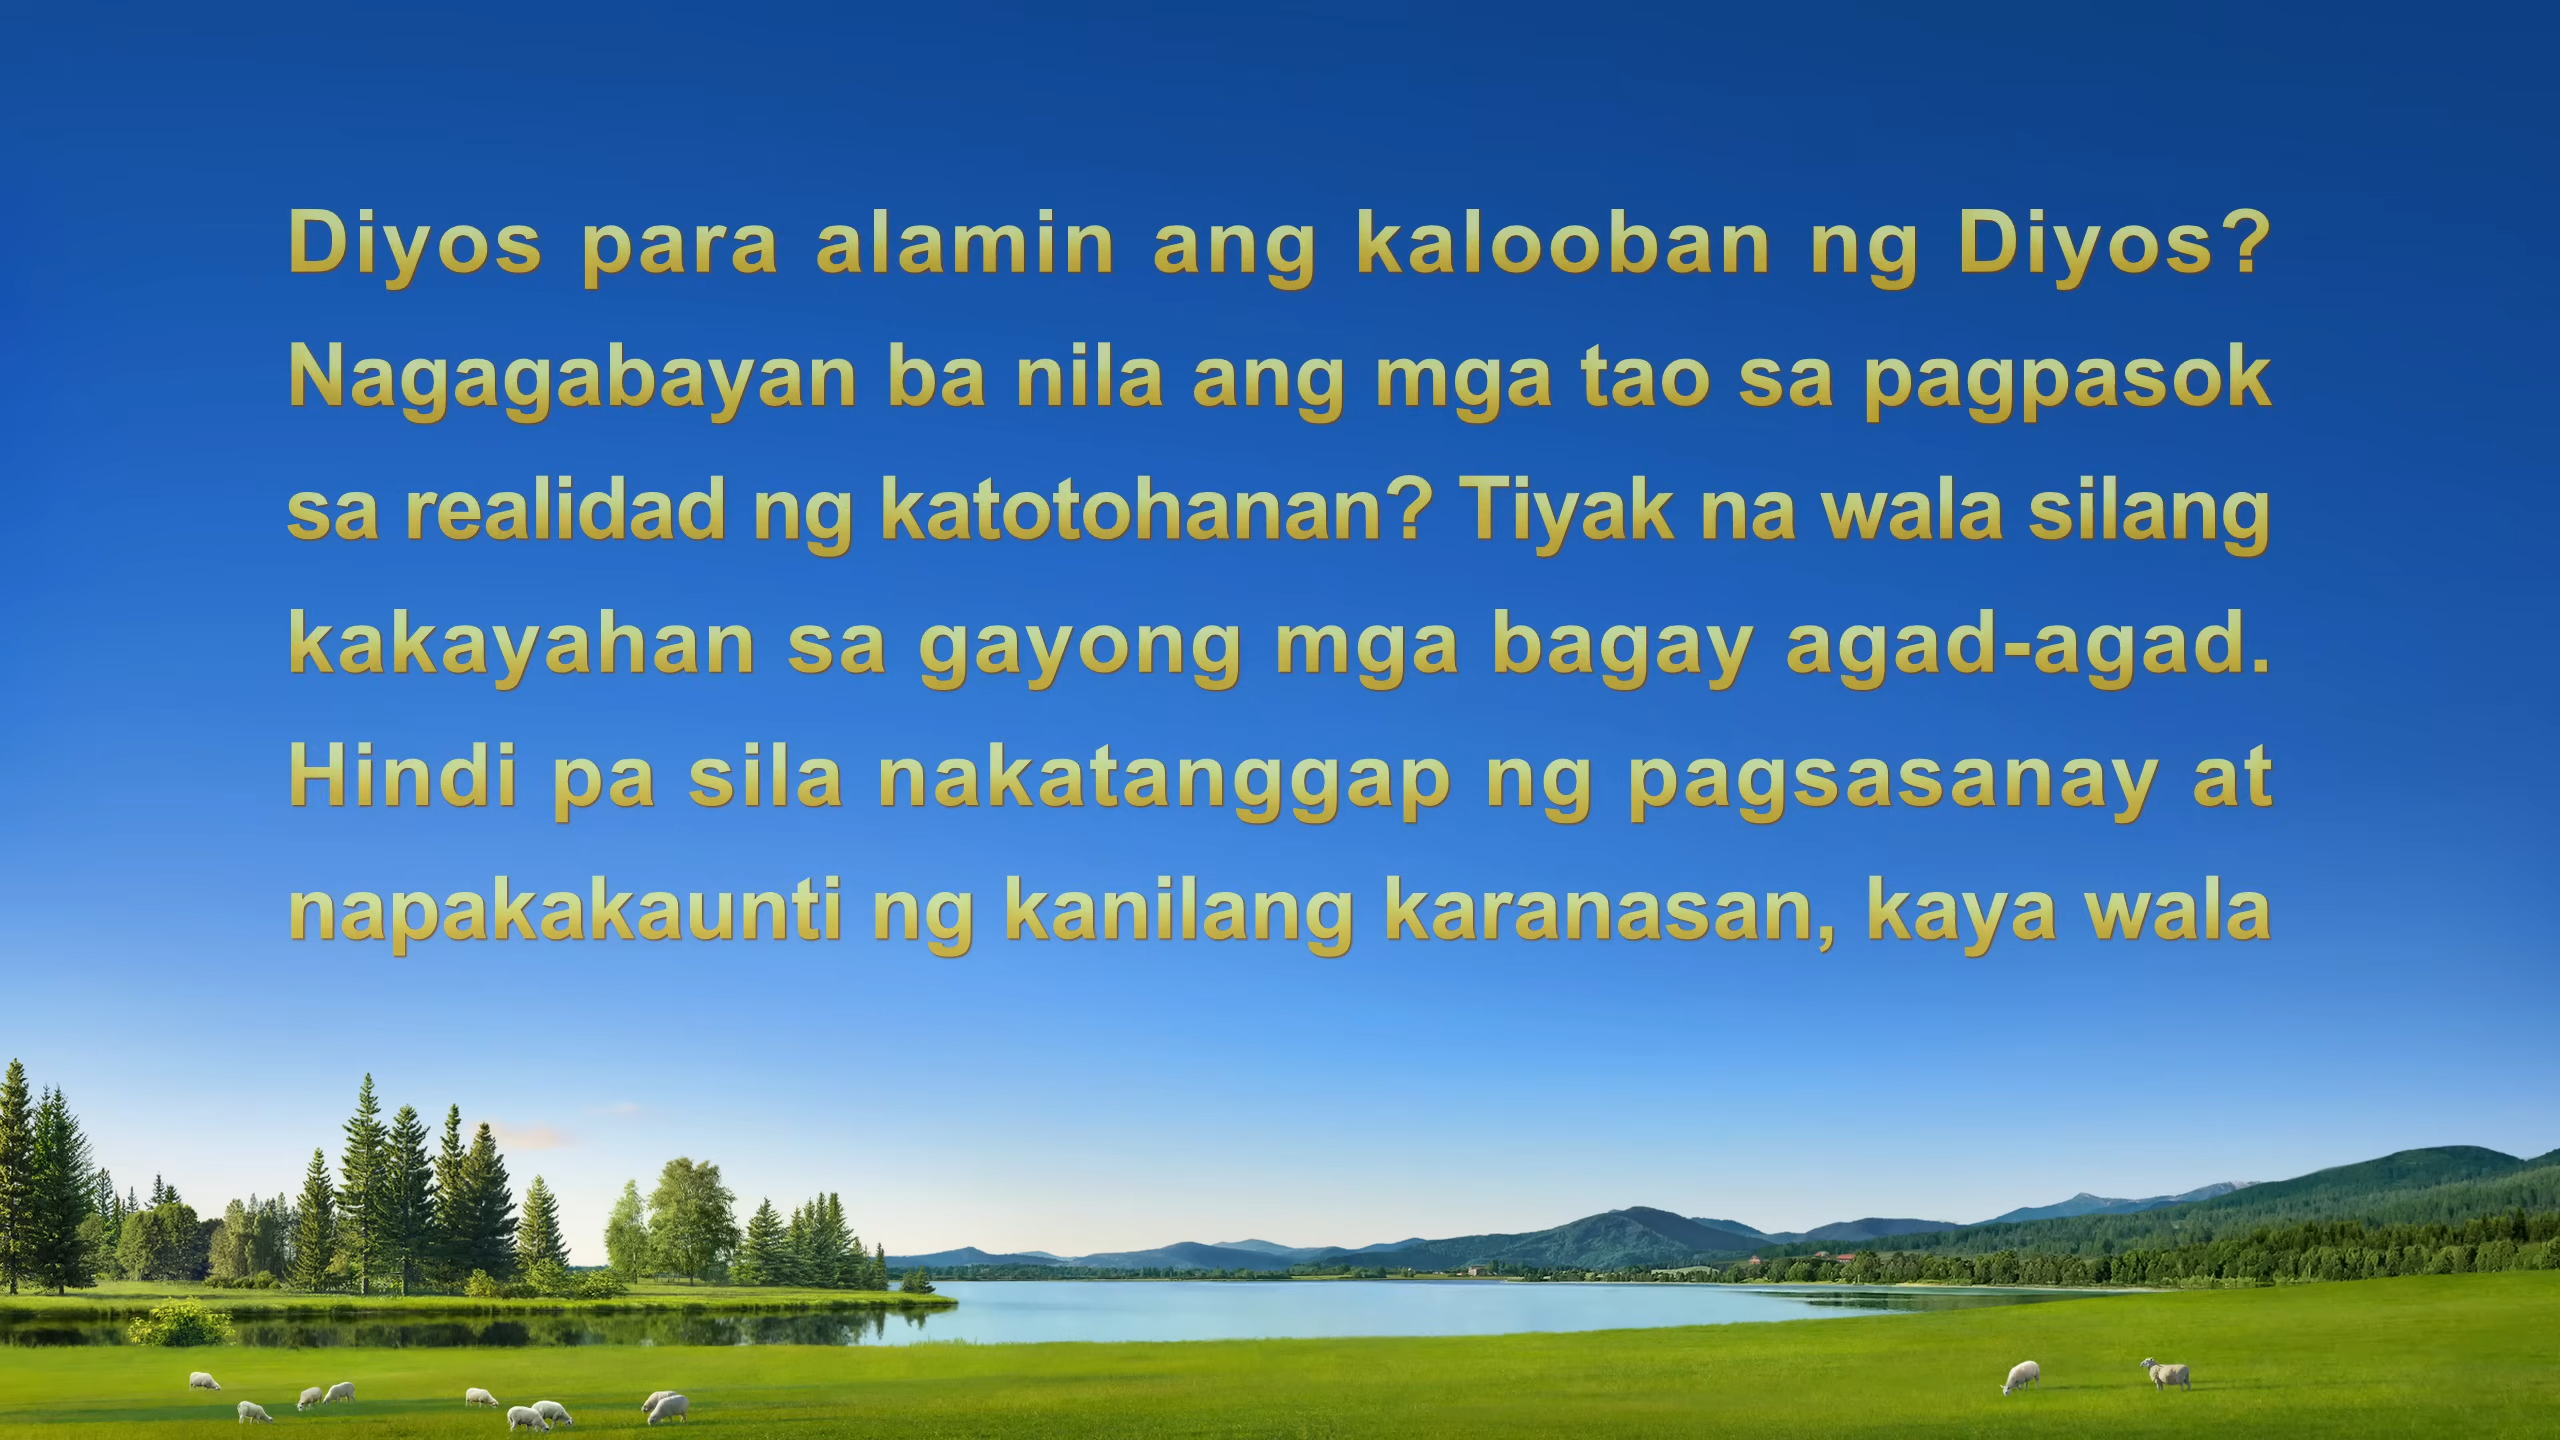 Diyos para alamin ang kalooban ng Diyos?
Nagagabayan ba nila ang mga tao sa pagpasok
sa realidad ng katotohanan? Tiyak na wala silang
kakayahan sa gayong mga bagay agad-agad.
Hindi pa sila nakatanggap ng pagsasanay at
napakakaunti ng kanilang karanasan, kaya wala